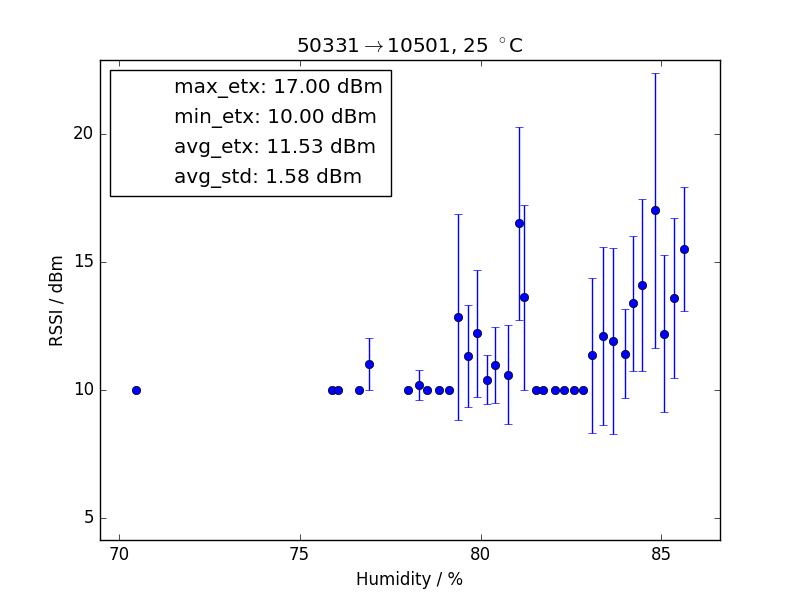 50331→10501, 25 °C
max_etx: 17.00 dBm
min_etx: 10.00 dBm
avg_etx: 11.53 dBm
avg_std: 1.58 dBm
20
15
10
5
RSSI / dBm
70 75 80 85
Humidity / %